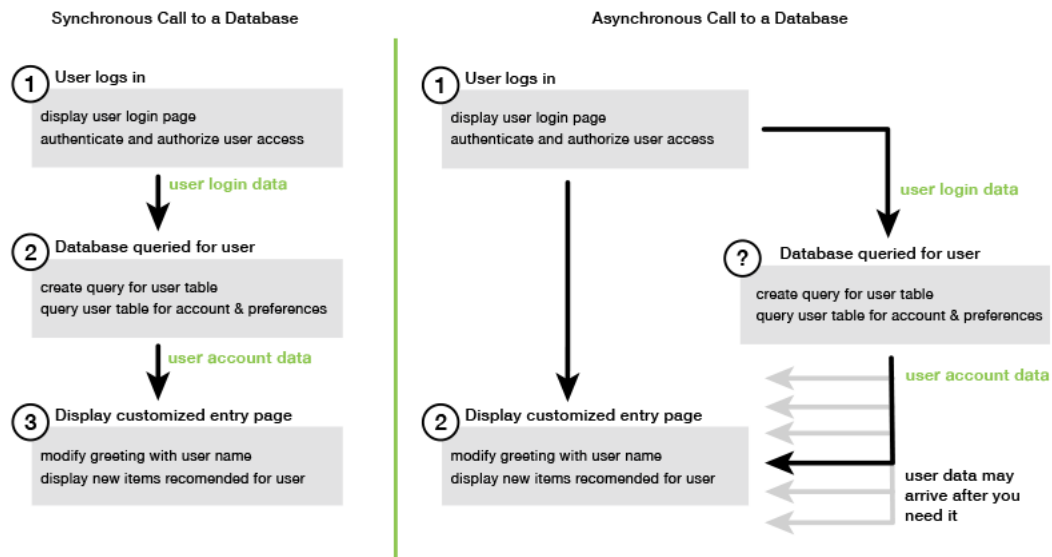 Synchronous Call to a Database
1
User logs in
display user login page
authenticate and authorize user access
user login data
2
Database queried for user
create query for user table
query user table for account & preferences
user account data
3
Display customized entry page
modify greeting with user name
display new items recomended for user
Asynchronous Call to a Database
1
User logs in
display user login page
authenticate and authorize user access
user login data
?
Database queried for user
create query for user table
query user table for account & preferences
user account data
2
Display customized entry page
modify greeting with user name
display new items recomended for user
user data may
arrive after you
need it